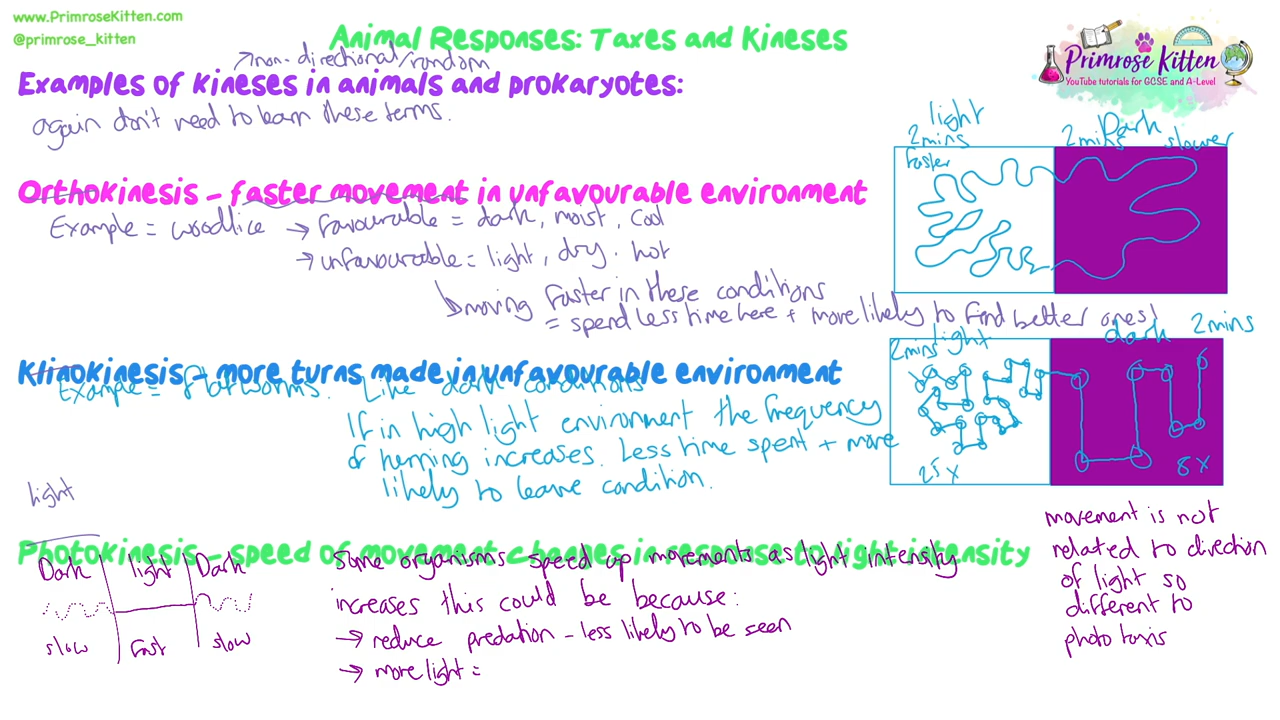 www.PrimroseKitten.com
@primrose_kitten
Animal Responses: Taxes and Kineses
Primrose Kitten
YouTube tutorials for GCSE and A-Level
non-directional/random
Examples of kineses in animals and prokaryotes:
again don't need to learn these terms.
light Dark
2mins 2mins
faster slower
Orthokinesis - faster movement in unfavourable environment
Example = woodlice → favourable = dark, moist, cool
→ unfavourable = light, dry, hot
moving faster in these conditions
= spend less time here + more likely to find better ones!
light dark
2mins 2mins
25x 8x
Klinokinesis - more turns made in unfavourable environment
Example = flatworms. Like dark conditions
If in high light environment the frequency
of turning increases. Less time spent + more
likely to leave condition.
light
Photokinesis - speed of movement changes in response to light intensity
Dark light Dark
slow fast slow
Some organisms speed up movements as light intensity
increases this could be because:
→ reduce predation - less likely to be seen
→ more light =
movement is not
related to direction
of light so
different to
phototaxis